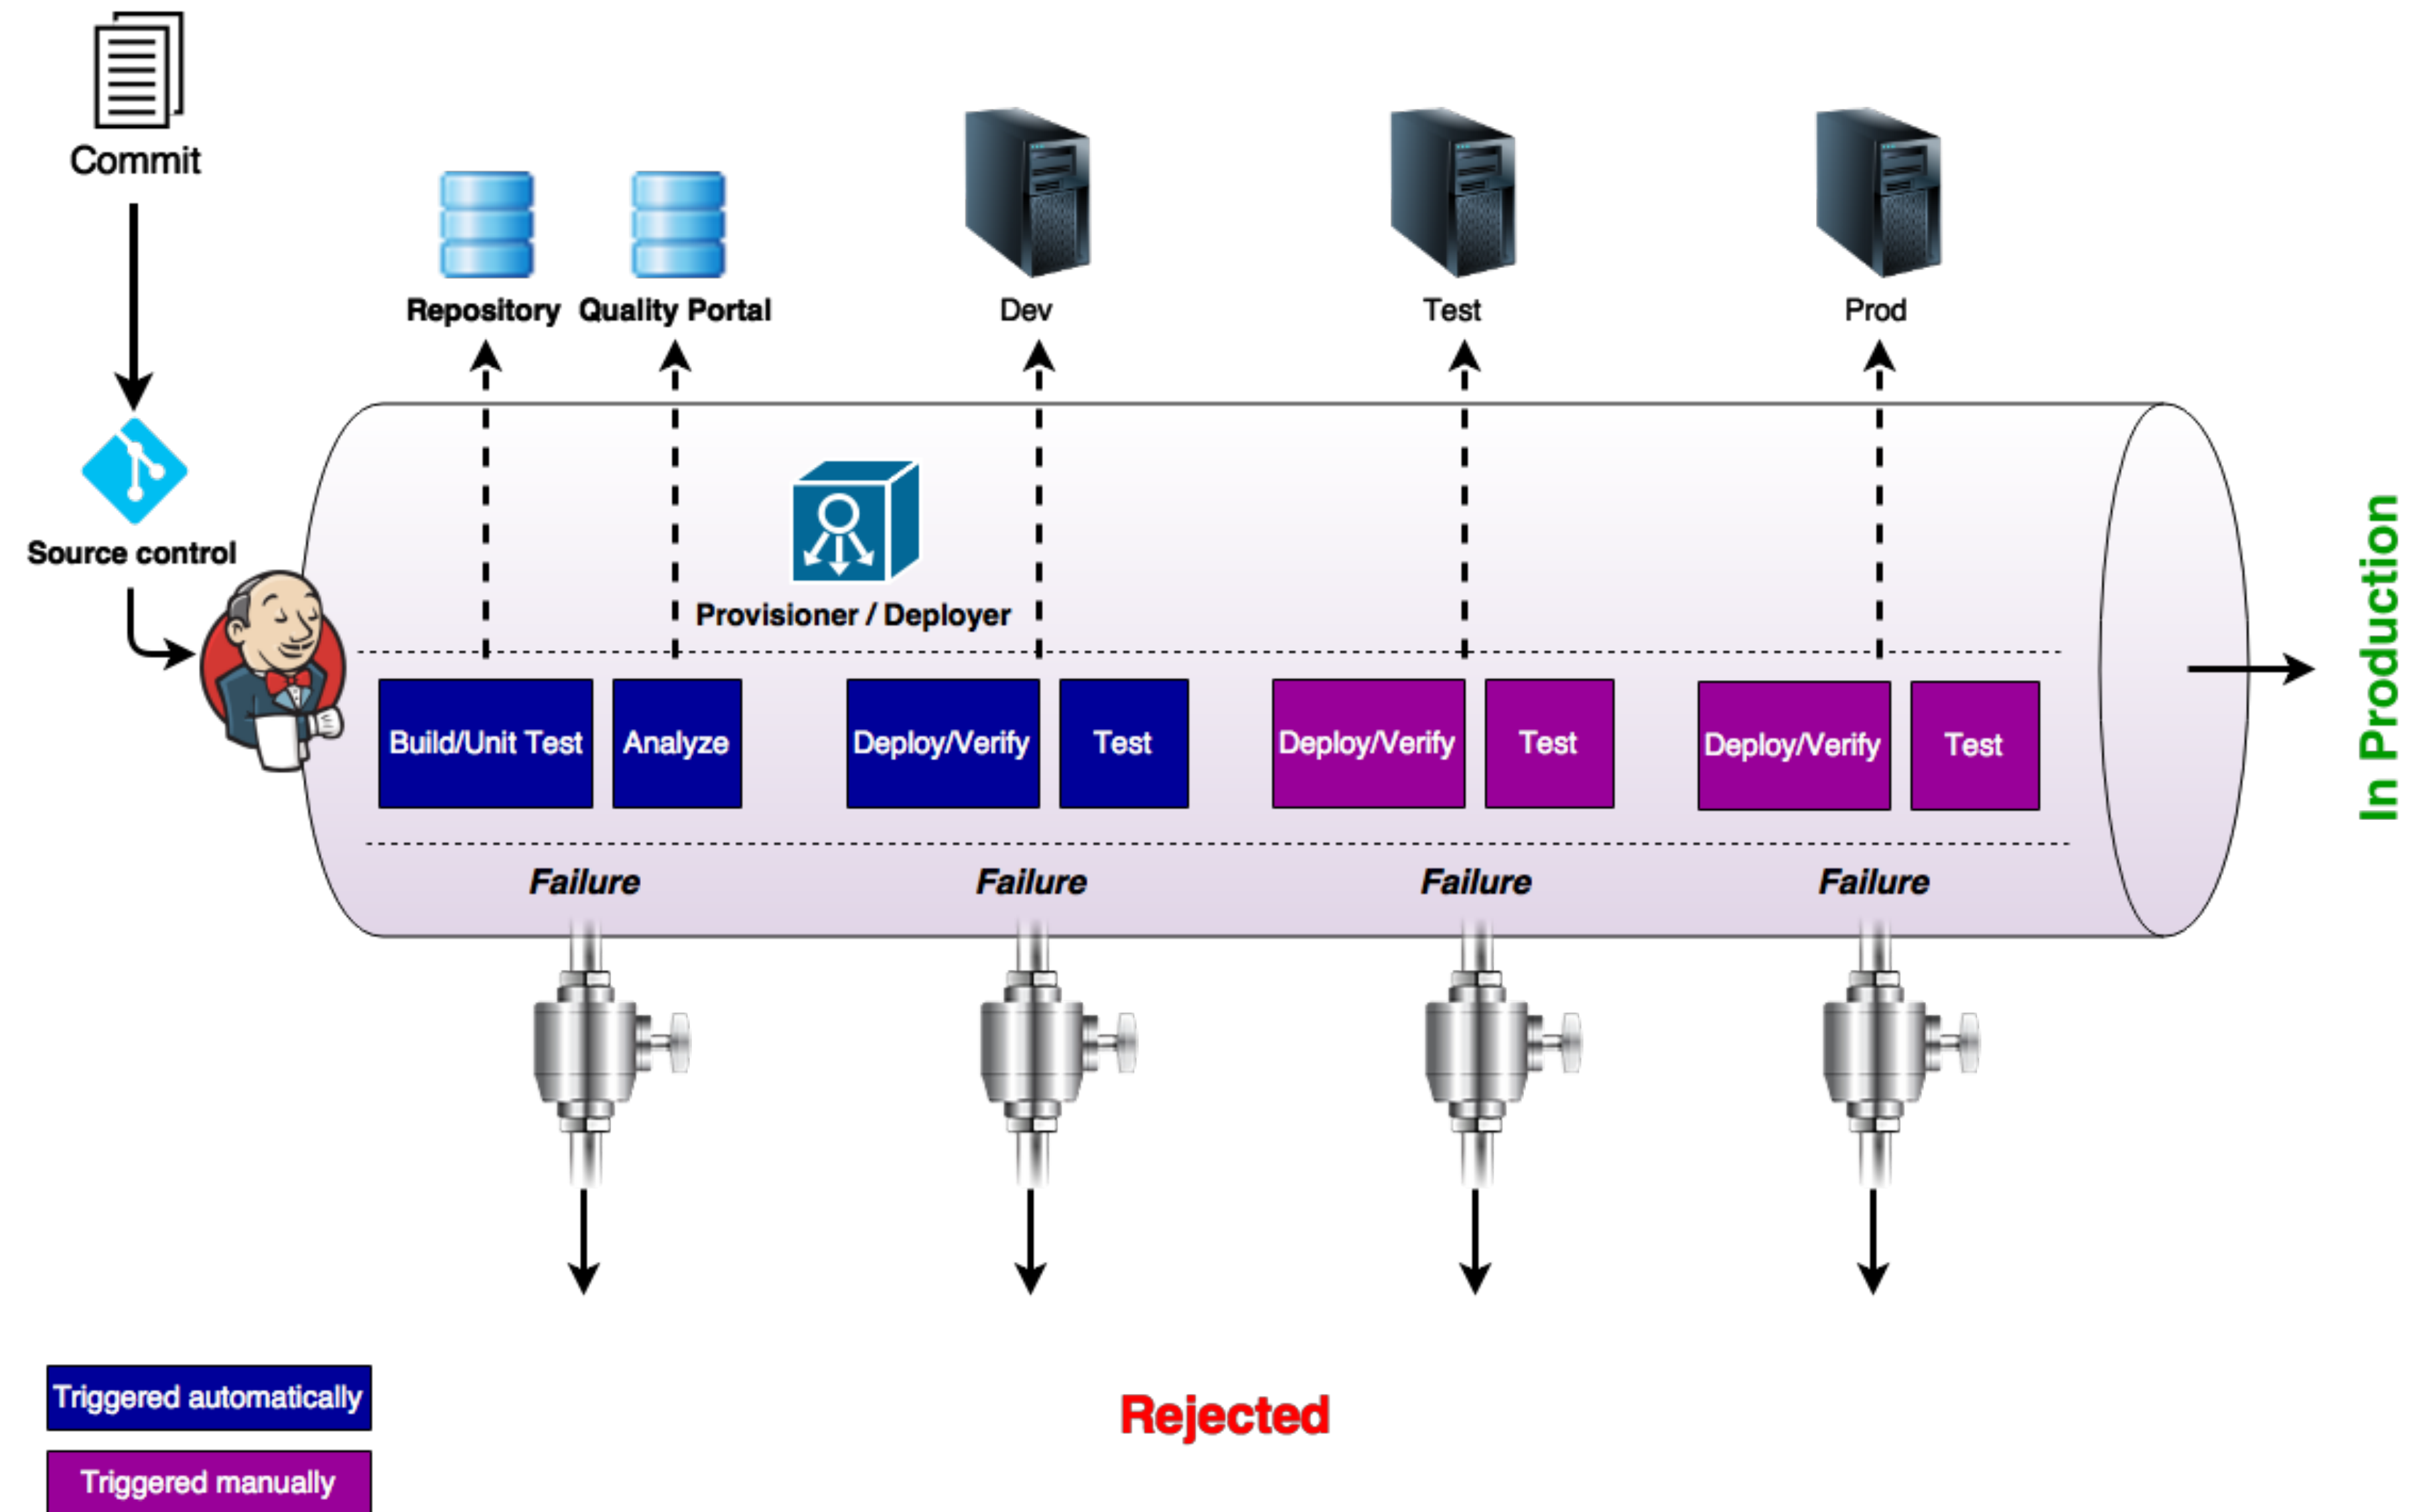 Commit
Repository
Quality Portal
Dev
Test
Prod
Source control
Provisioner / Deployer
Build/Unit Test
Analyze
Deploy/Verify
Test
Deploy/Verify
Test
Deploy/Verify
Test
Failure
Failure
Failure
Failure
In Production
Rejected
Triggered automatically
Triggered manually